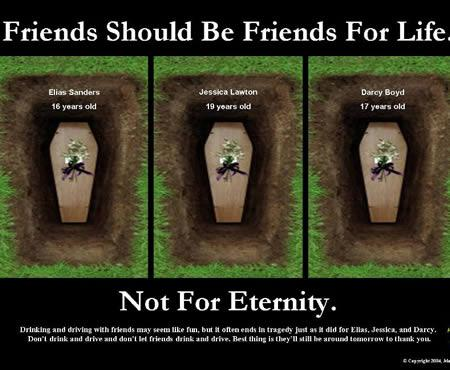 Friends Should Be Friends For Life.
Elias Sanders
16 years old
Jessica Lawton
19 years old
Darcy Boyd
17 years old
Not For Eternity.
Drinking and driving with friends may seem like fun, but it often ends in tragedy just as it did for Elias, Jessica, and Darcy.
Don't drink and drive and don't let friends drink and drive. Best thing is they'll still be around tomorrow to thank you.
© Copyright 2004,